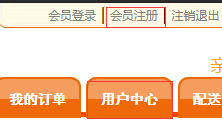 会员登录 | 会员注册 | 注销退出
亲
我的订单 用户中心 配送